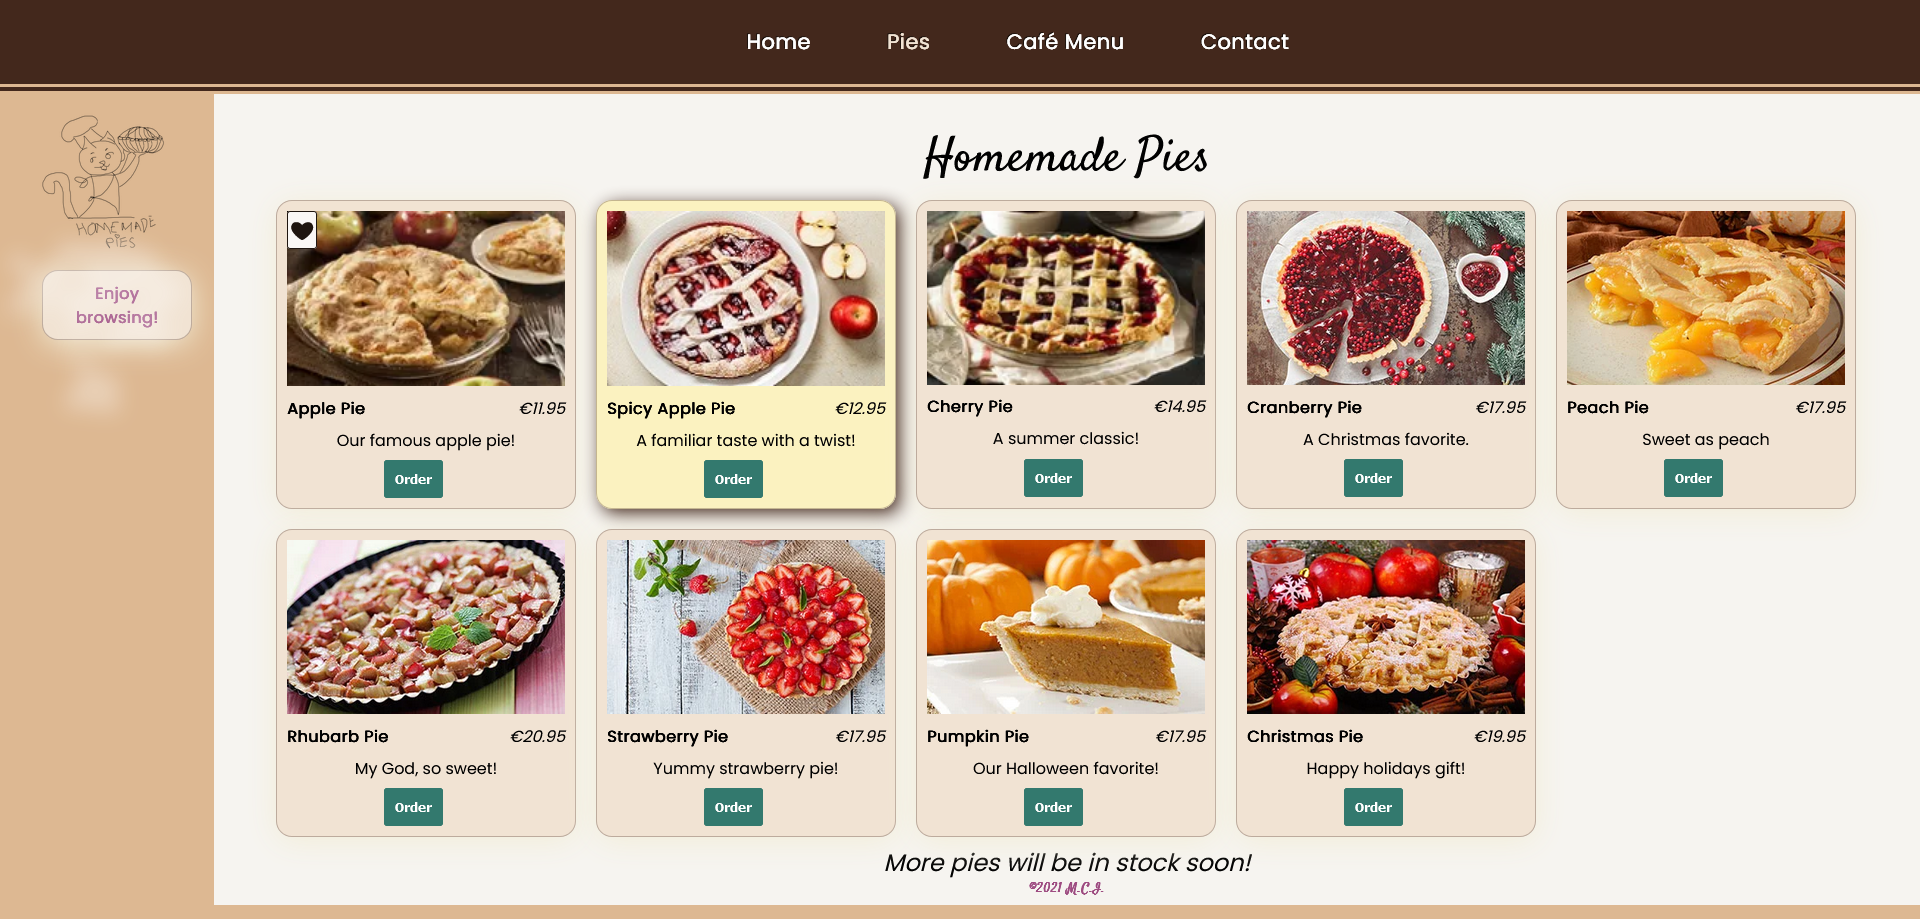 Home Pies Café Menu Contact
HOMEMADE
PIES
Enjoy
browsing!
Homemade Pies
Apple Pie €11.95
Our famous apple pie!
Order
Spicy Apple Pie €12.95
A familiar taste with a twist!
Order
Cherry Pie €14.95
A summer classic!
Order
Cranberry Pie €17.95
A Christmas favorite.
Order
Peach Pie €17.95
Sweet as peach
Order
Rhubarb Pie €20.95
My God, so sweet!
Order
Strawberry Pie €17.95
Yummy strawberry pie!
Order
Pumpkin Pie €17.95
Our Halloween favorite!
Order
Christmas Pie €19.95
Happy holidays gift!
Order
More pies will be in stock soon!
©2021 M.C.J.